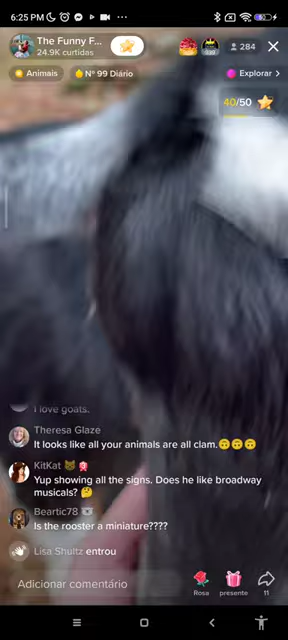 6:25 PM
The Funny F...
24.9K curtidas
284
Animais
Nº 99 Diário
Explorar
40/50
I love goats.
Theresa Glaze
It looks like all your animals are all clam.🙃🙃🙃
KitKat
Yup showing all the signs. Does he like broadway
musicals? 🤔
Beartic78
Is the rooster a miniature????
Lisa Shultz entrou
Adicionar comentário
Rosa
presente
11